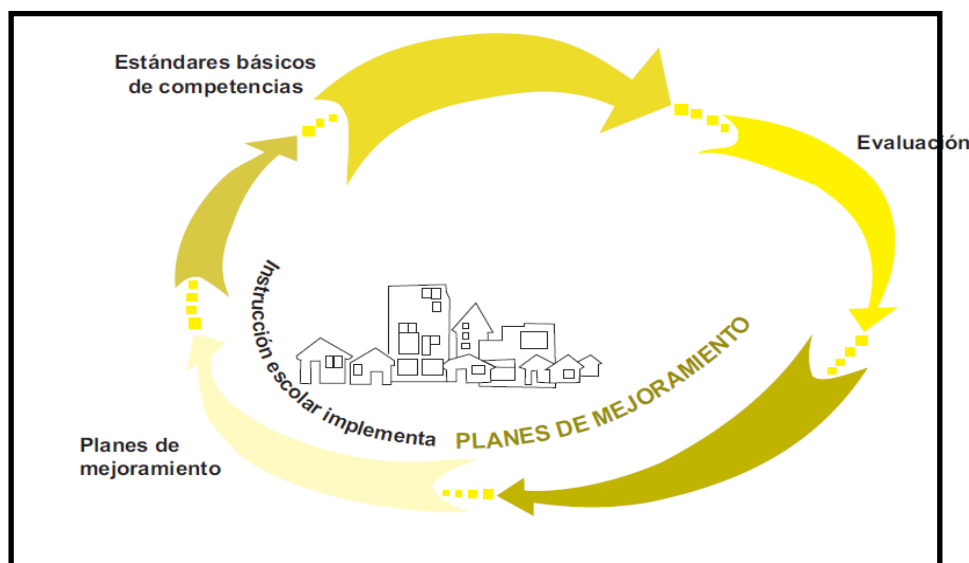 Estándares básicos
de competencias
Evaluación
Instrucción escolar implementa PLANES DE MEJORAMIENTO
Planes de
mejoramiento